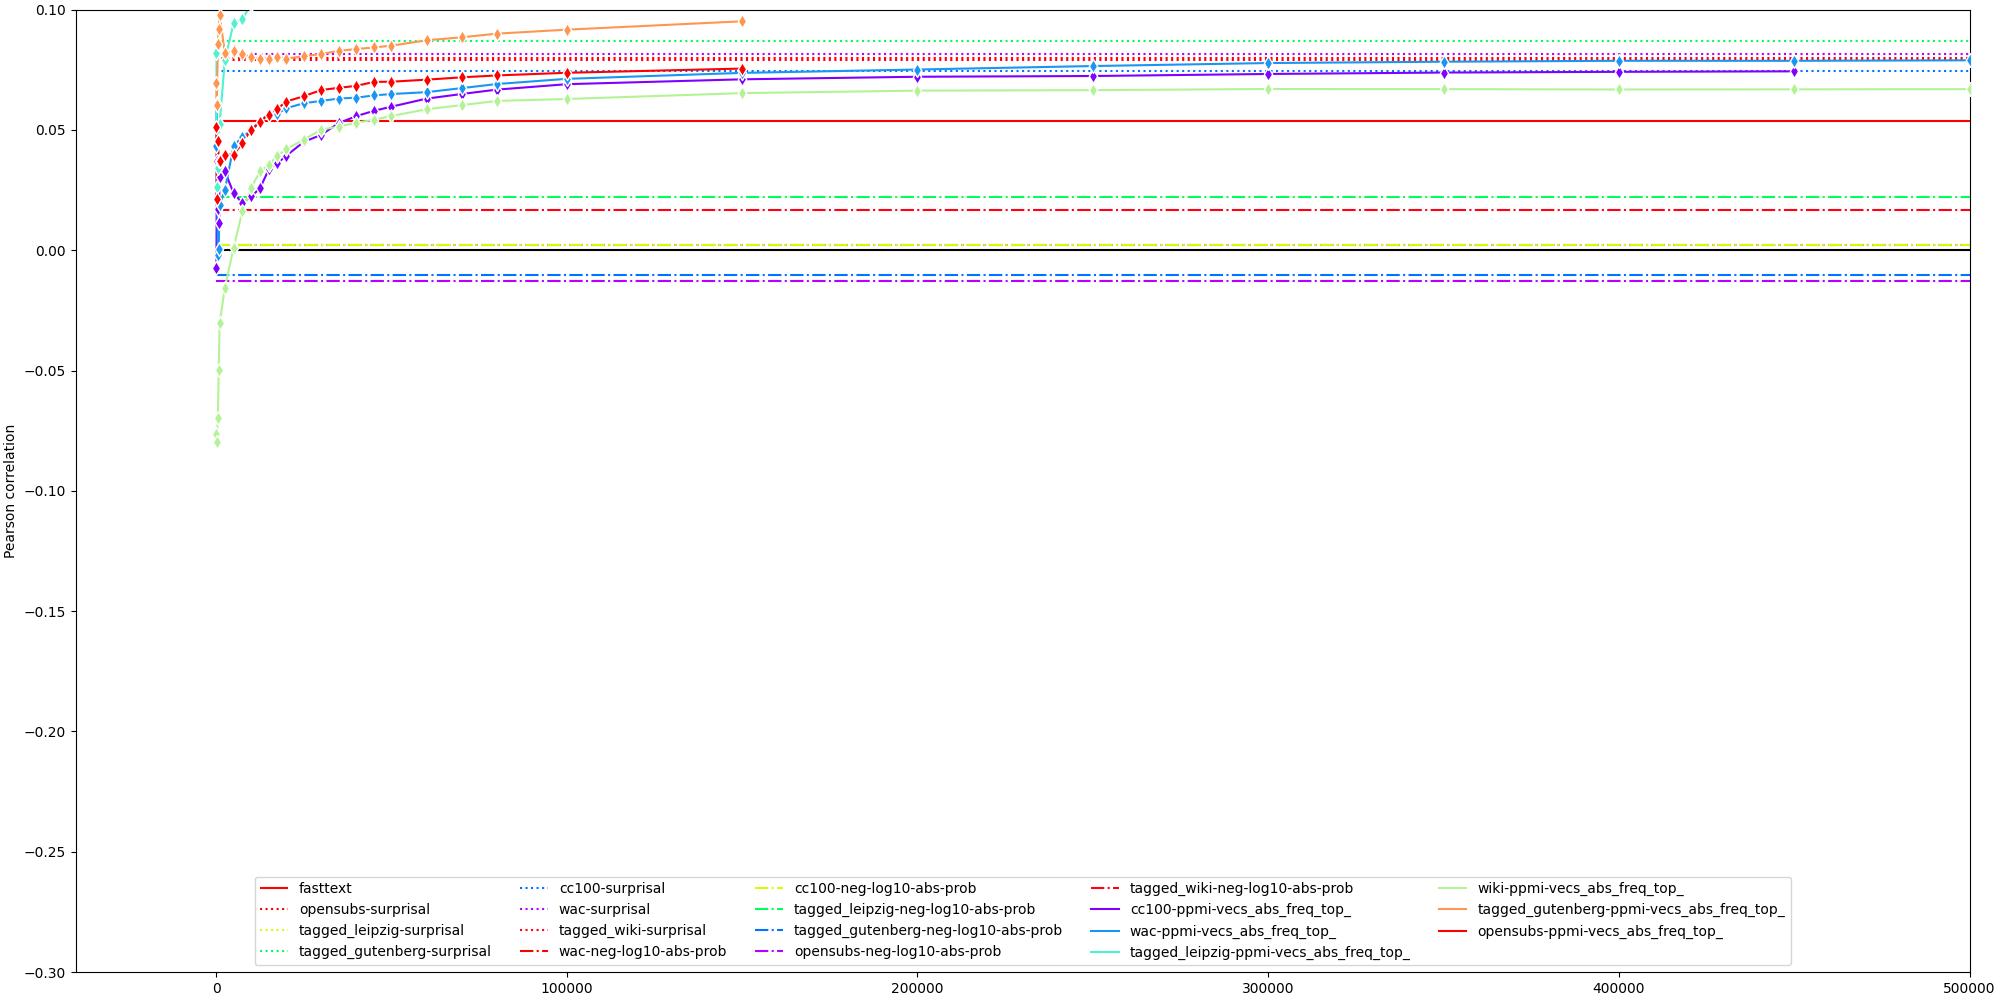 0.10
0.05
0.00
−0.05
−0.10
−0.15
−0.20
−0.25
−0.30
Pearson correlation
fasttext
opensubs-surprisal
tagged_leipzig-surprisal
tagged_gutenberg-surprisal
cc100-surprisal
wac-surprisal
tagged_wiki-surprisal
wac-neg-log10-abs-prob
cc100-neg-log10-abs-prob
tagged_leipzig-neg-log10-abs-prob
tagged_gutenberg-neg-log10-abs-prob
opensubs-neg-log10-abs-prob
tagged_wiki-neg-log10-abs-prob
cc100-ppmi-vecs_abs_freq_top_
wac-ppmi-vecs_abs_freq_top_
tagged_leipzig-ppmi-vecs_abs_freq_top_
wiki-ppmi-vecs_abs_freq_top_
tagged_gutenberg-ppmi-vecs_abs_freq_top_
opensubs-ppmi-vecs_abs_freq_top_
0 100000 200000 300000 400000 500000